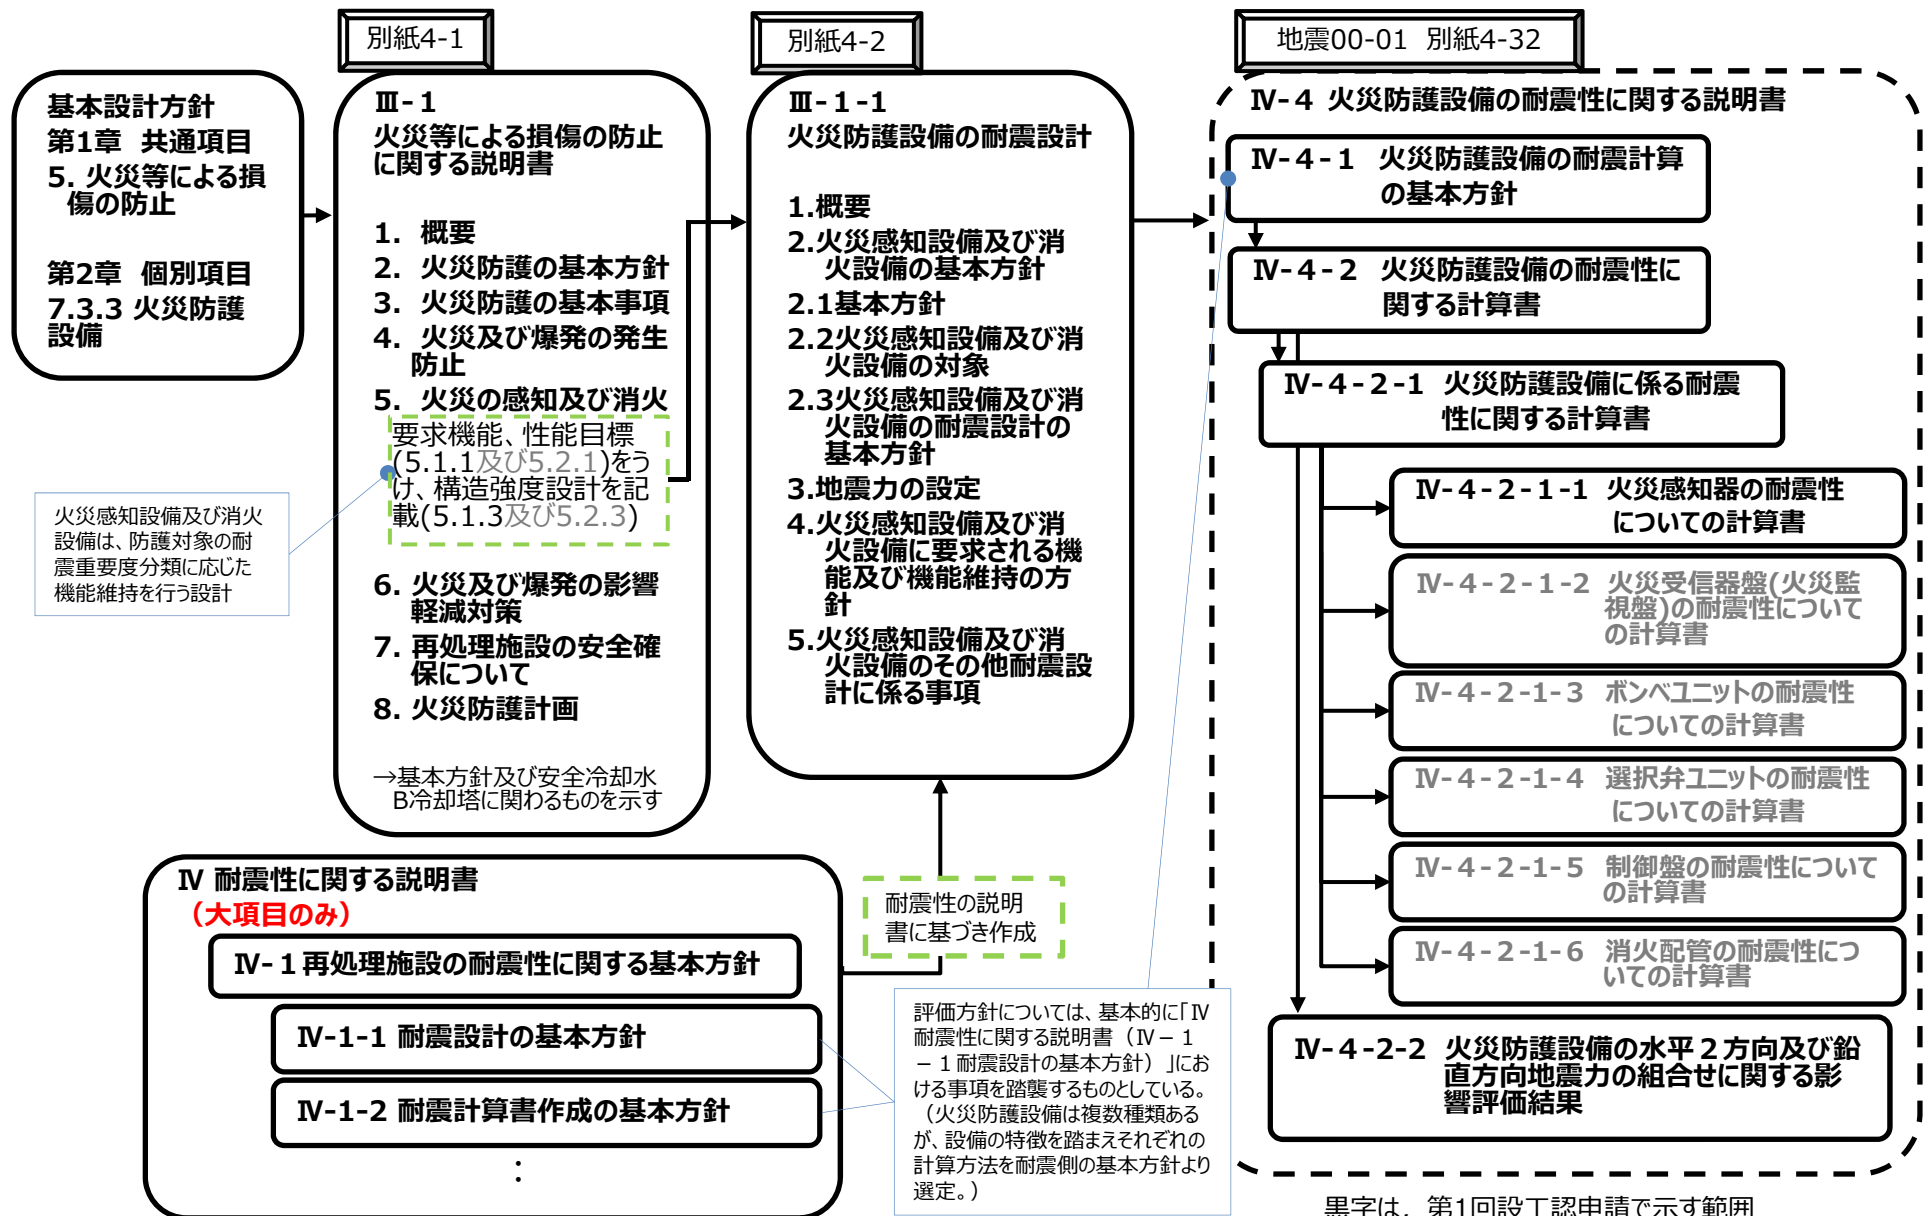 別紙4-1
別紙4-2
地震00-01 別紙4-32
基本設計方針
第1章 共通項目
5. 火災等による損
傷の防止
第2章 個別項目
7.3.3 火災防護
設備
Ⅲ-1
火災等による損傷の防止
に関する説明書
1. 概要
2. 火災防護の基本方針
3. 火災防護の基本事項
4. 火災及び爆発の発生
防止
5. 火災の感知及び消火
要求機能、性能目標
(5.1.1及び5.2.1)をう
け、構造強度設計を記
載(5.1.3及び5.2.3)
6. 火災及び爆発の影響
軽減対策
7. 再処理施設の安全確
保について
8. 火災防護計画
→基本方針及び安全冷却水
B冷却塔に関わるものを示す
火災感知設備及び消火
設備は、防護対象の耐
震重要度分類に応じた
機能維持を行う設計
Ⅲ-1-1
火災防護設備の耐震設計
1.概要
2.火災感知設備及び消
火設備の基本方針
2.1基本方針
2.2火災感知設備及び消
火設備の対象
2.3火災感知設備及び消
火設備の耐震設計の
基本方針
3.地震力の設定
4.火災感知設備及び消
火設備に要求される機
能及び機能維持の方
針
5.火災感知設備及び消
火設備のその他耐震設
計に係る事項
Ⅳ-4 火災防護設備の耐震性に関する説明書
Ⅳ-4-1 火災防護設備の耐震計算
の基本方針
Ⅳ-4-2 火災防護設備の耐震性に
関する計算書
Ⅳ-4-2-1 火災防護設備に係る耐震
性に関する計算書
Ⅳ-4-2-1-1 火災感知器の耐震性
についての計算書
Ⅳ-4-2-1-2 火災受信器盤(火災監
視盤)の耐震性について
の計算書
Ⅳ-4-2-1-3 ボンベユニットの耐震性
についての計算書
Ⅳ-4-2-1-4 選択弁ユニットの耐震性
についての計算書
Ⅳ-4-2-1-5 制御盤の耐震性について
の計算書
Ⅳ-4-2-1-6 消火配管の耐震性につ
いての計算書
Ⅳ-4-2-2 火災防護設備の水平2方向及び鉛
直方向地震力の組合せに関する影
響評価結果
Ⅳ 耐震性に関する説明書
（大項目のみ）
Ⅳ-1再処理施設の耐震性に関する基本方針
Ⅳ-1-1 耐震設計の基本方針
Ⅳ-1-2 耐震計算書作成の基本方針
：
耐震性の説明
書に基づき作成
評価方針については、基本的に「Ⅳ
耐震性に関する説明書（Ⅳ－1
－1耐震設計の基本方針）」にお
ける事項を踏襲するものとしている。
（火災防護設備は複数種類ある
が、設備の特徴を踏まえそれぞれの
計算方法を耐震側の基本方針より
選定。）
黒字は，第1回設工認申請で示す範囲